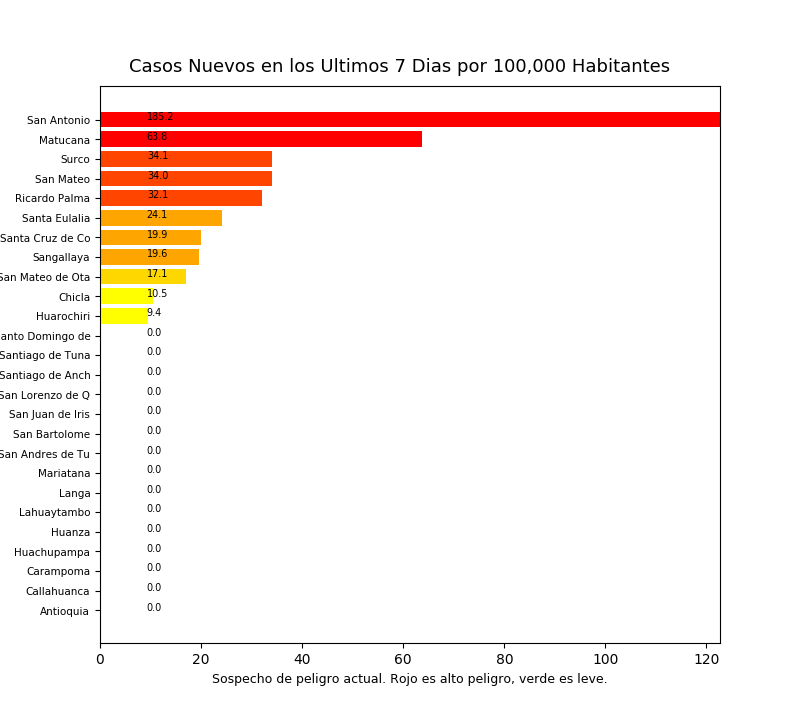 Casos Nuevos en los Ultimos 7 Dias por 100,000 Habitantes
San Antonio 185.2
Matucana 63.8
Surco 34.1
San Mateo 34.0
Ricardo Palma 32.1
Santa Eulalia 24.1
Santa Cruz de Co 19.9
Sangallaya 19.6
San Mateo de Ota 17.1
Chicla 10.5
Huarochiri 9.4
anto Domingo de 0.0
Santiago de Tuna 0.0
Santiago de Anch 0.0
San Lorenzo de Q 0.0
San Juan de Iris 0.0
San Bartolome 0.0
San Andres de Tu 0.0
Mariatana 0.0
Langa 0.0
Lahuaytambo 0.0
Huanza 0.0
Huachupampa 0.0
Carampoma 0.0
Callahuanca 0.0
Antioquia 0.0
0 20 40 60 80 100 120
Sospecho de peligro actual. Rojo es alto peligro, verde es leve.